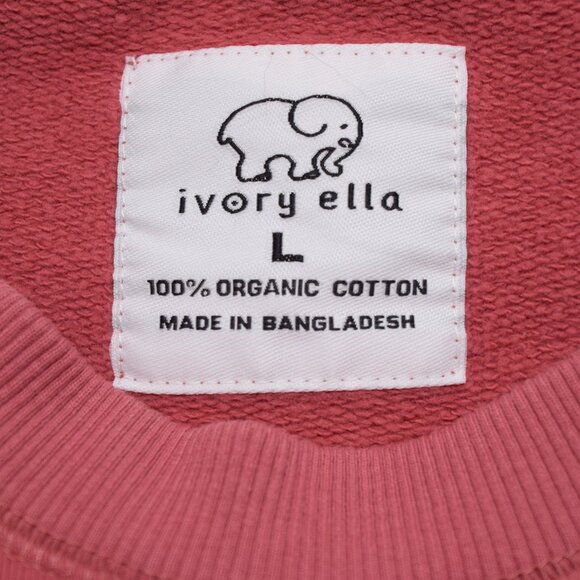 ivory ella
L
100% ORGANIC COTTON
MADE IN BANGLADESH